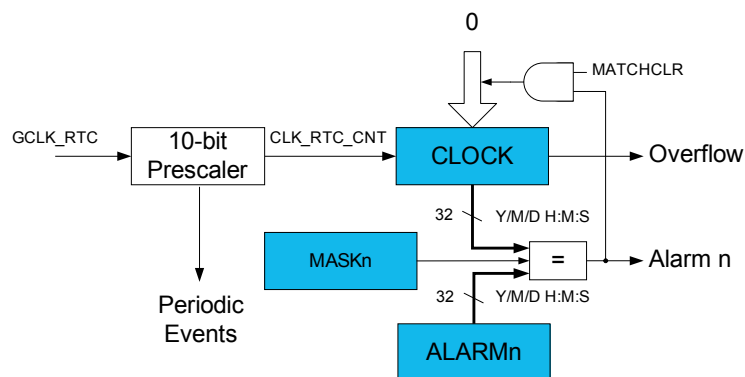 0
MATCHCLR
GCLK_RTC
10-bit
Prescaler
CLK_RTC_CNT
CLOCK
Overflow
32
Y/M/D H:M:S
MASKn
=
Alarm n
Periodic
Events
32
Y/M/D H:M:S
ALARMn